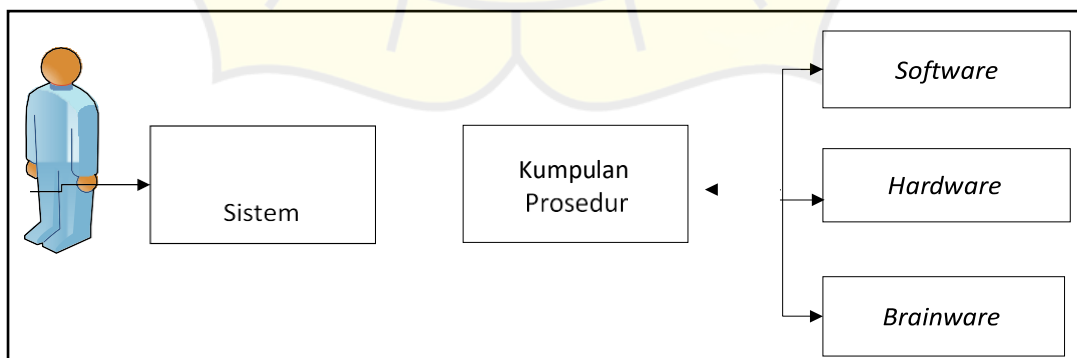 Software
Kumpulan
Prosedur
Hardware
Sistem
Brainware